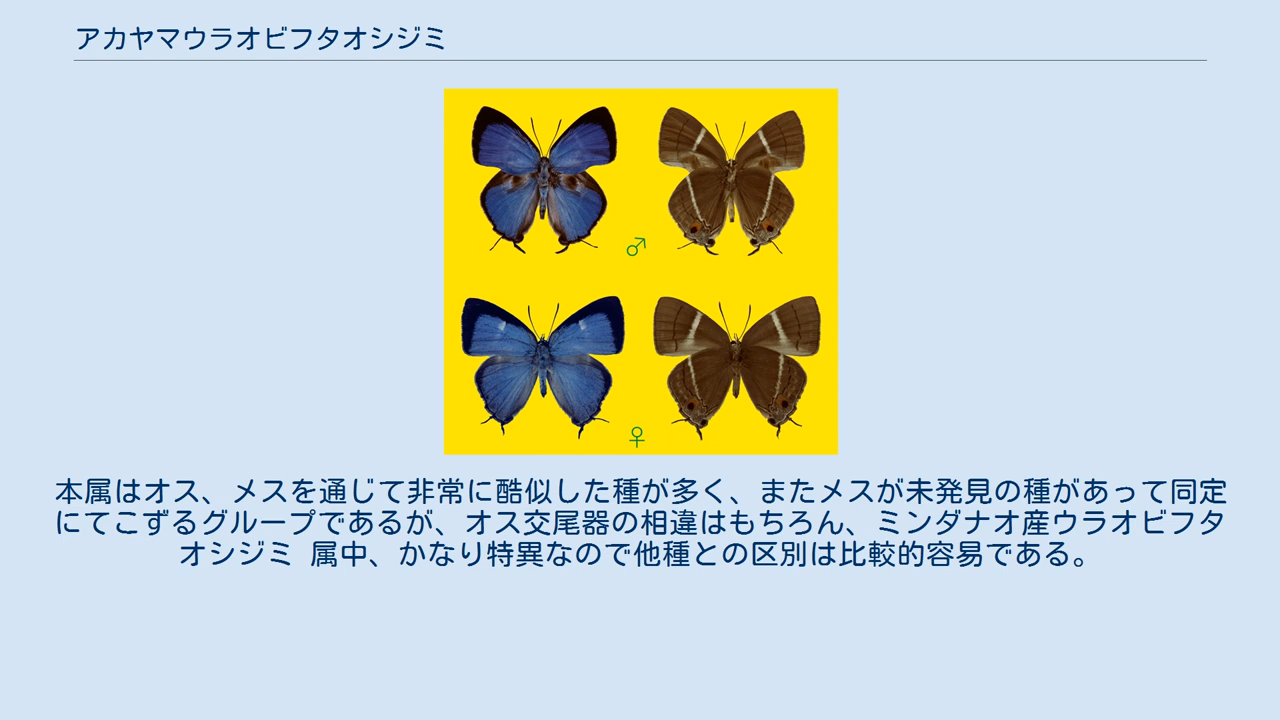 アカヤマウラオビフタオシジミ
♂
♀
本属はオス、メスを通じて非常に酷似した種が多く、またメスが未発見の種があって同定
にてこずるグループであるが、オス交尾器の相違はもちろん、ミンダナオ産ウラオビフタ
オシジミ 属中、かなり特異なので他種との区別は比較的容易である。